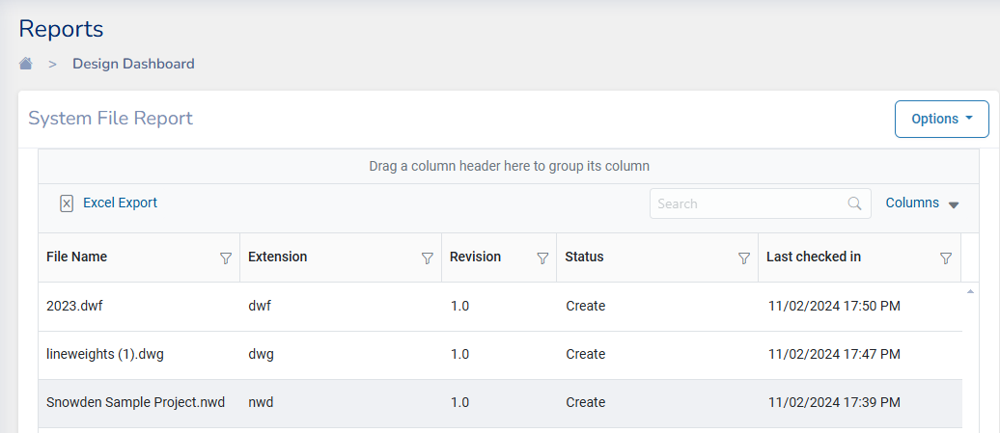 Reports
> Design Dashboard
System File Report
Options
Drag a column header here to group its column
Excel Export Search Columns
File Name Extension Revision Status Last checked in
2023.dwf dwf 1.0 Create 11/02/2024 17:50 PM
lineweights (1).dwg dwg 1.0 Create 11/02/2024 17:47 PM
Snowden Sample Project.nwd nwd 1.0 Create 11/02/2024 17:39 PM